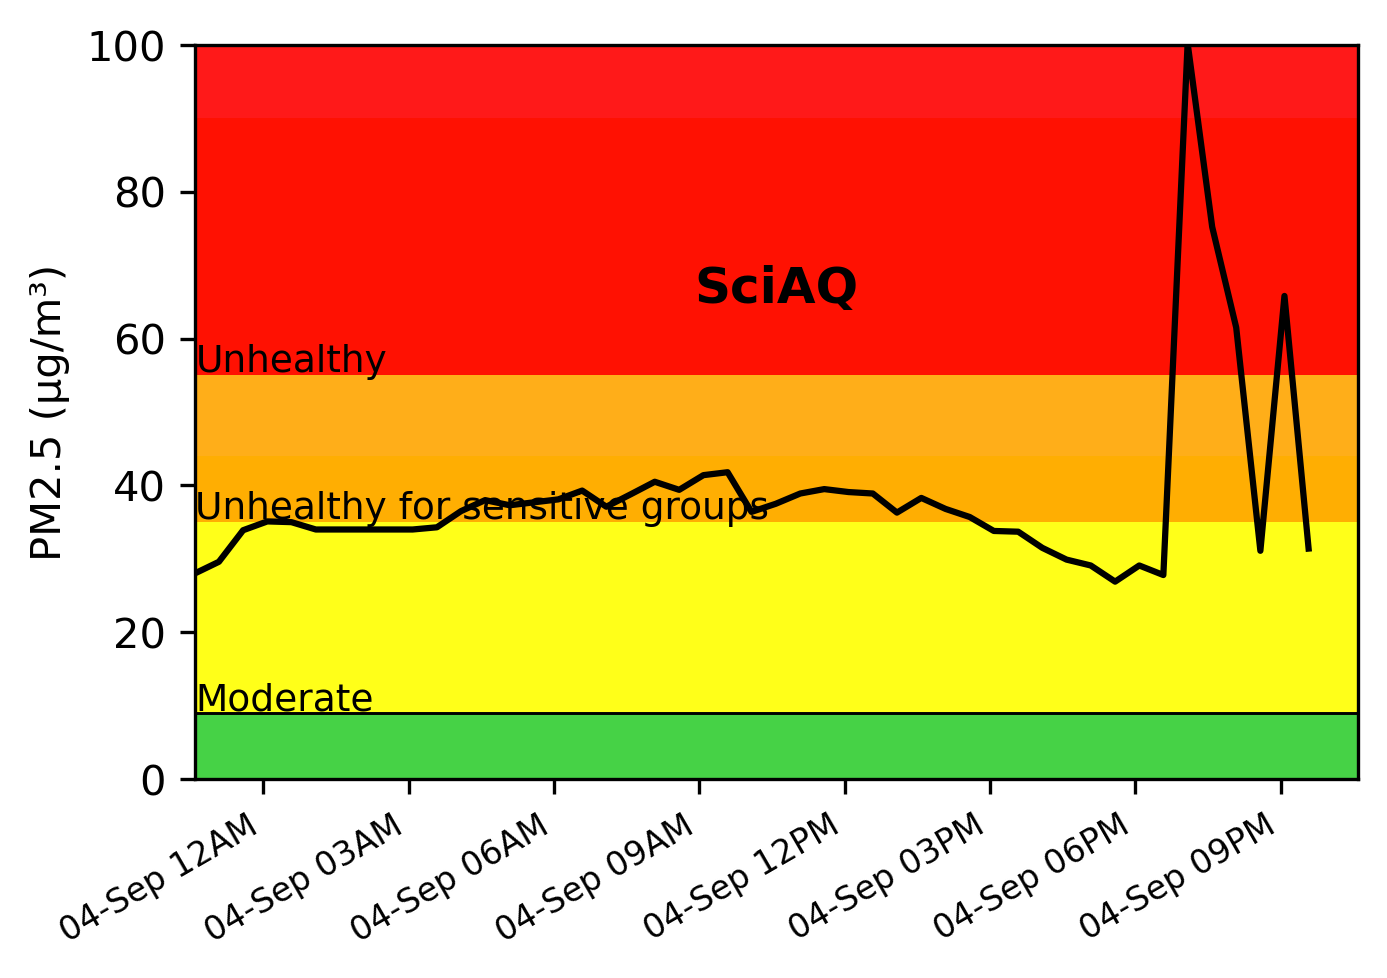 100
80
60
40
20
0
PM2.5 (µg/m³)
SciAQ
Unhealthy
Unhealthy for sensitive groups
Moderate
04-Sep 12AM
04-Sep 03AM
04-Sep 06AM
04-Sep 09AM
04-Sep 12PM
04-Sep 03PM
04-Sep 06PM
04-Sep 09PM